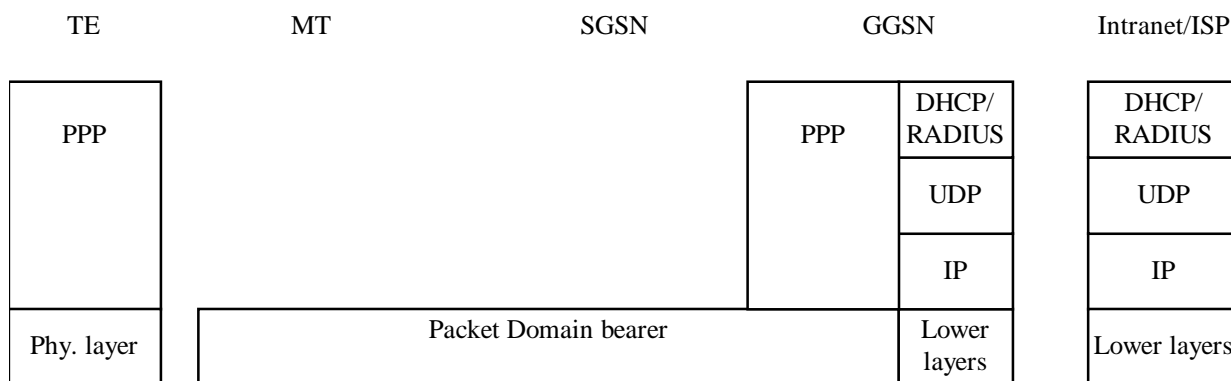 TE MT SGSN GGSN Intranet/ISP
PPP PPP DHCP/ DHCP/
RADIUS RADIUS
UDP UDP
IP IP
Phy. layer Packet Domain bearer Lower Lower layers
layers